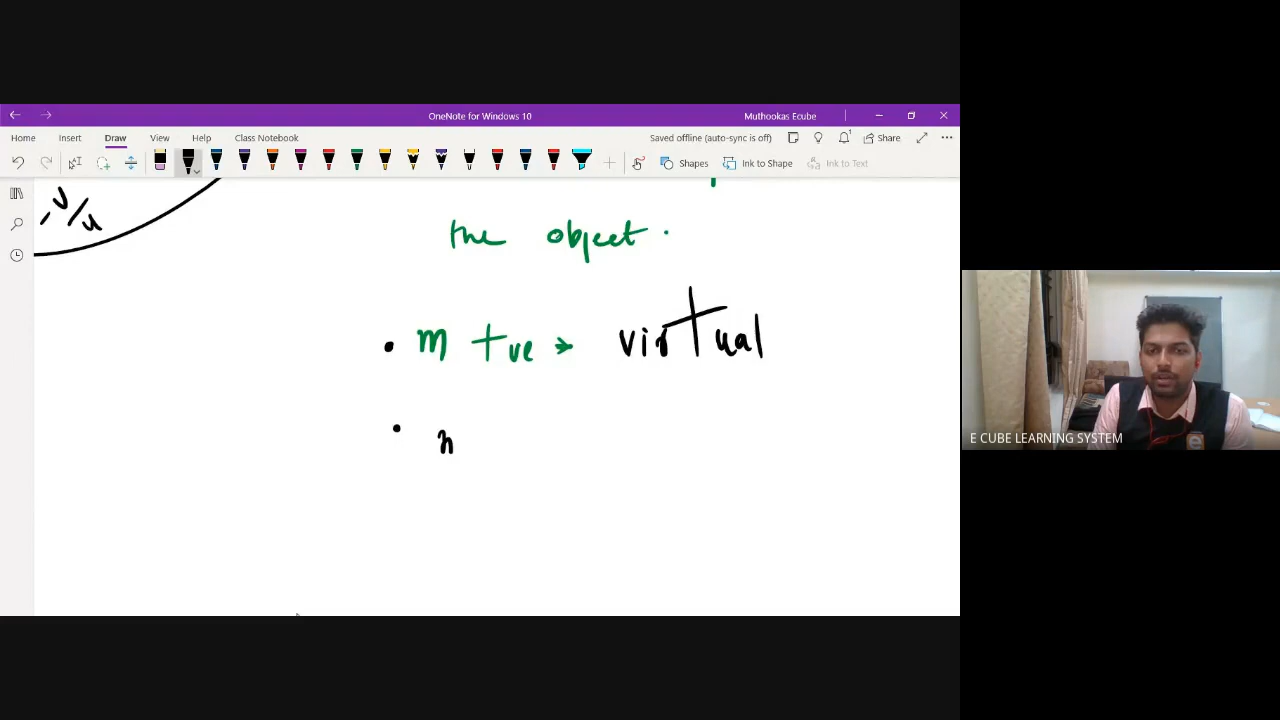 OneNote for Windows 10
Muthookas Ecube
Home Insert Draw View Help Class Notebook
Saved offline (auto-sync is off)
Share
Shapes
Ink to Shape
Ink to Text
v/u
the object.
• m +ve → virtual
•
E CUBE LEARNING SYSTEM